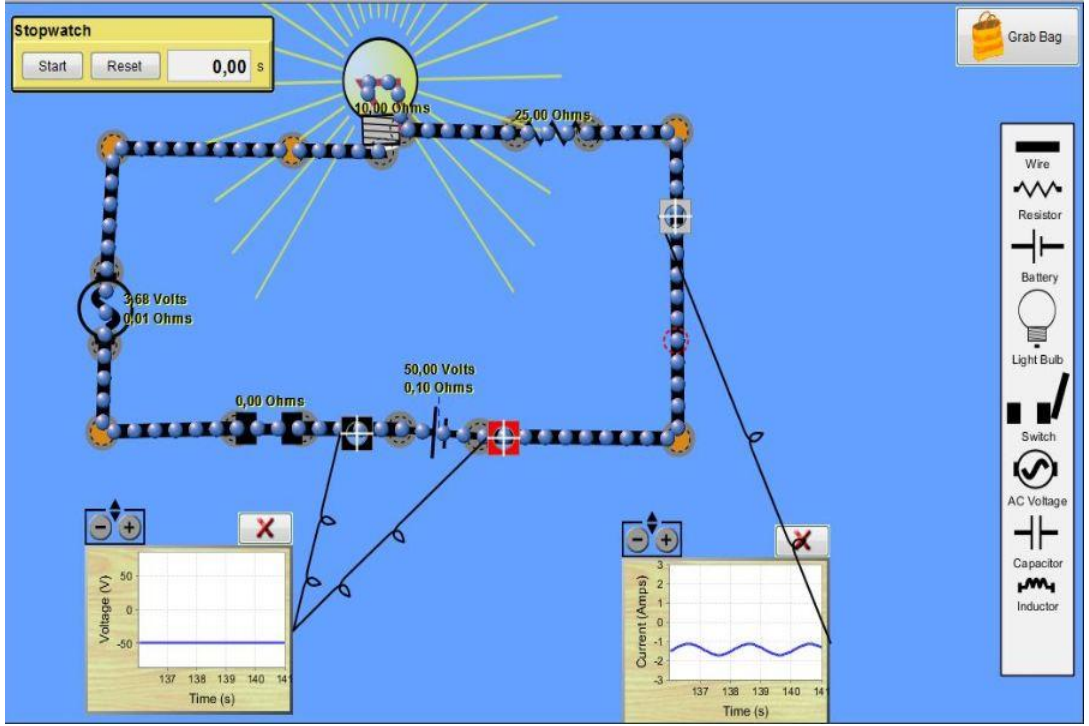 Stopwatch
Start Reset 0,00 s
Grab Bag
10,00 Ohms
25,00 Ohms
3,68 Volts
0,01 Ohms
50,00 Volts
0,10 Ohms
0,00 Ohms
Wire
Resistor
Battery
Light Bulb
Switch
AC Voltage
Capacitor
Inductor
Voltage (V)
50
0
-50
137 138 139 140 141
Time (s)
Current (Amps)
3
2
1
0
-1
-2
-3
137 138 139 140 141
Time (s)